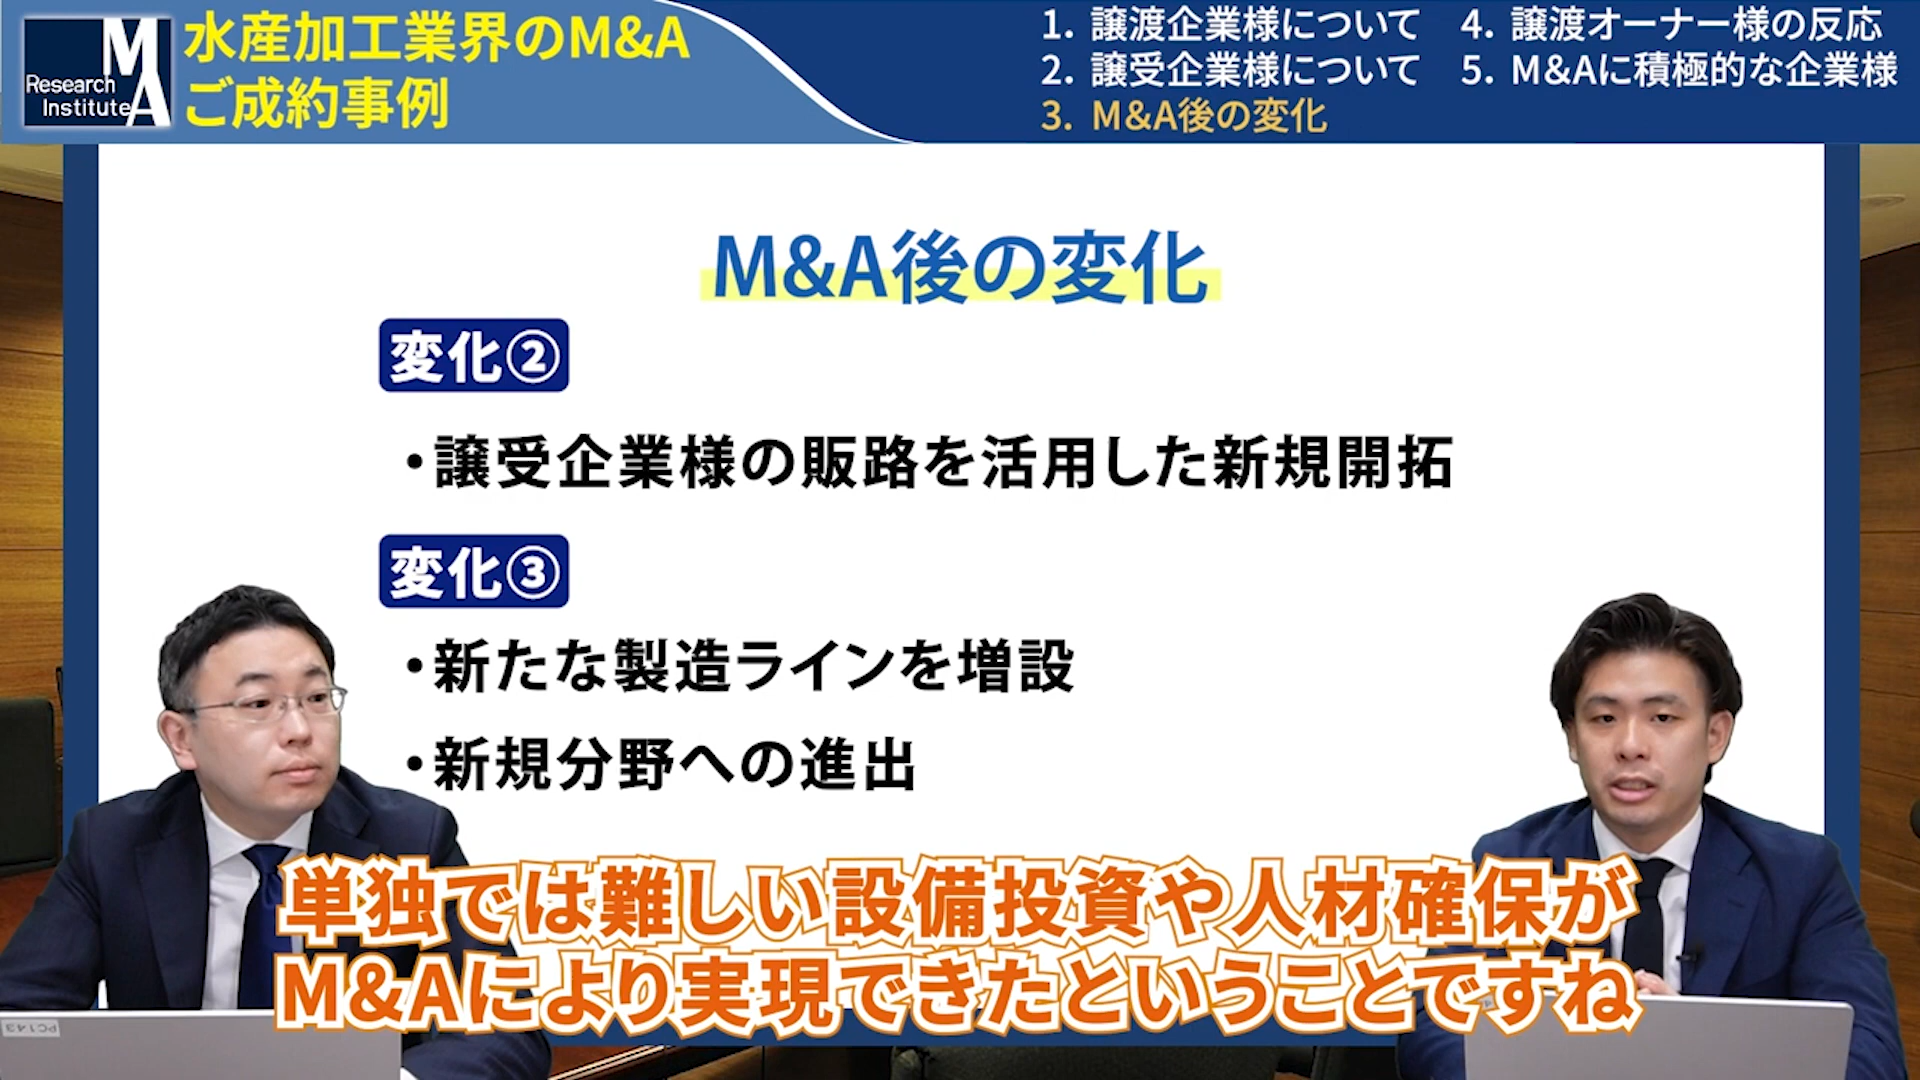 M
A
Research
Institute
水産加工業界のM&A
ご成約事例
1. 譲渡企業様について
2. 譲受企業様について
3. M&A後の変化
4. 譲渡オーナー様の反応
5. M&Aに積極的な企業様
M&A後の変化
変化②
・譲受企業様の販路を活用した新規開拓
変化③
・新たな製造ラインを増設
・新規分野への進出
単独では難しい設備投資や人材確保が
M&Aにより実現できたということですね
PC143